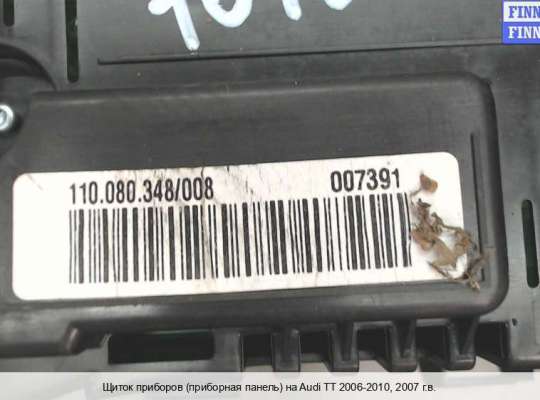 FINN
FINN
110.080.348/008 007391
Щиток приборов (приборная панель) на Audi TT 2006-2010, 2007 г.в.